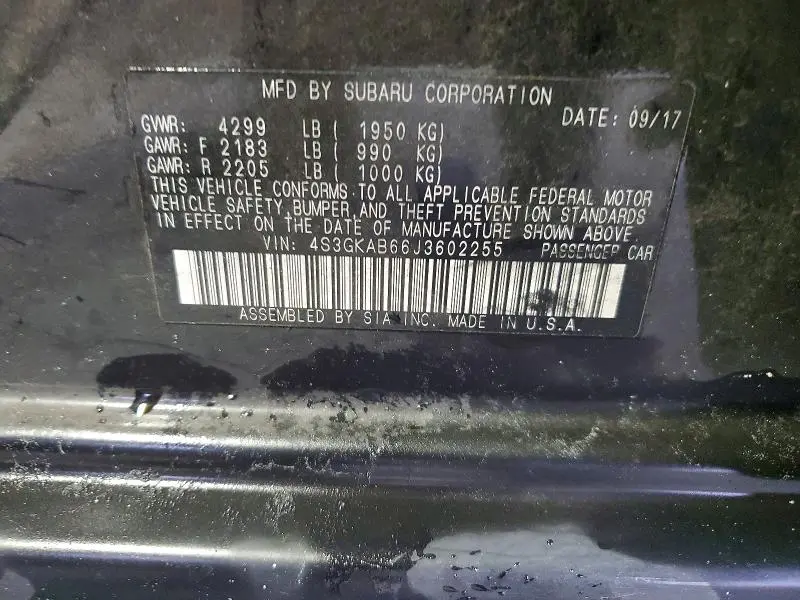 MFD BY SUBARU CORPORATION
DATE: 09/17
GVWR: 4299 LB ( 1950 KG)
GAWR: F 2183 LB ( 990 KG)
GAWR: R 2205 LB ( 1000 KG)
THIS VEHICLE CONFORMS TO ALL APPLICABLE FEDERAL MOTOR
VEHICLE SAFETY, BUMPER, AND THEFT PREVENTION STANDARDS
IN EFFECT ON THE DATE OF MANUFACTURE SHOWN ABOVE.
VIN: 4S3GKAB66J3602255 PASSENGER CAR
ASSEMBLED BY SIA INC. MADE IN U.S.A.